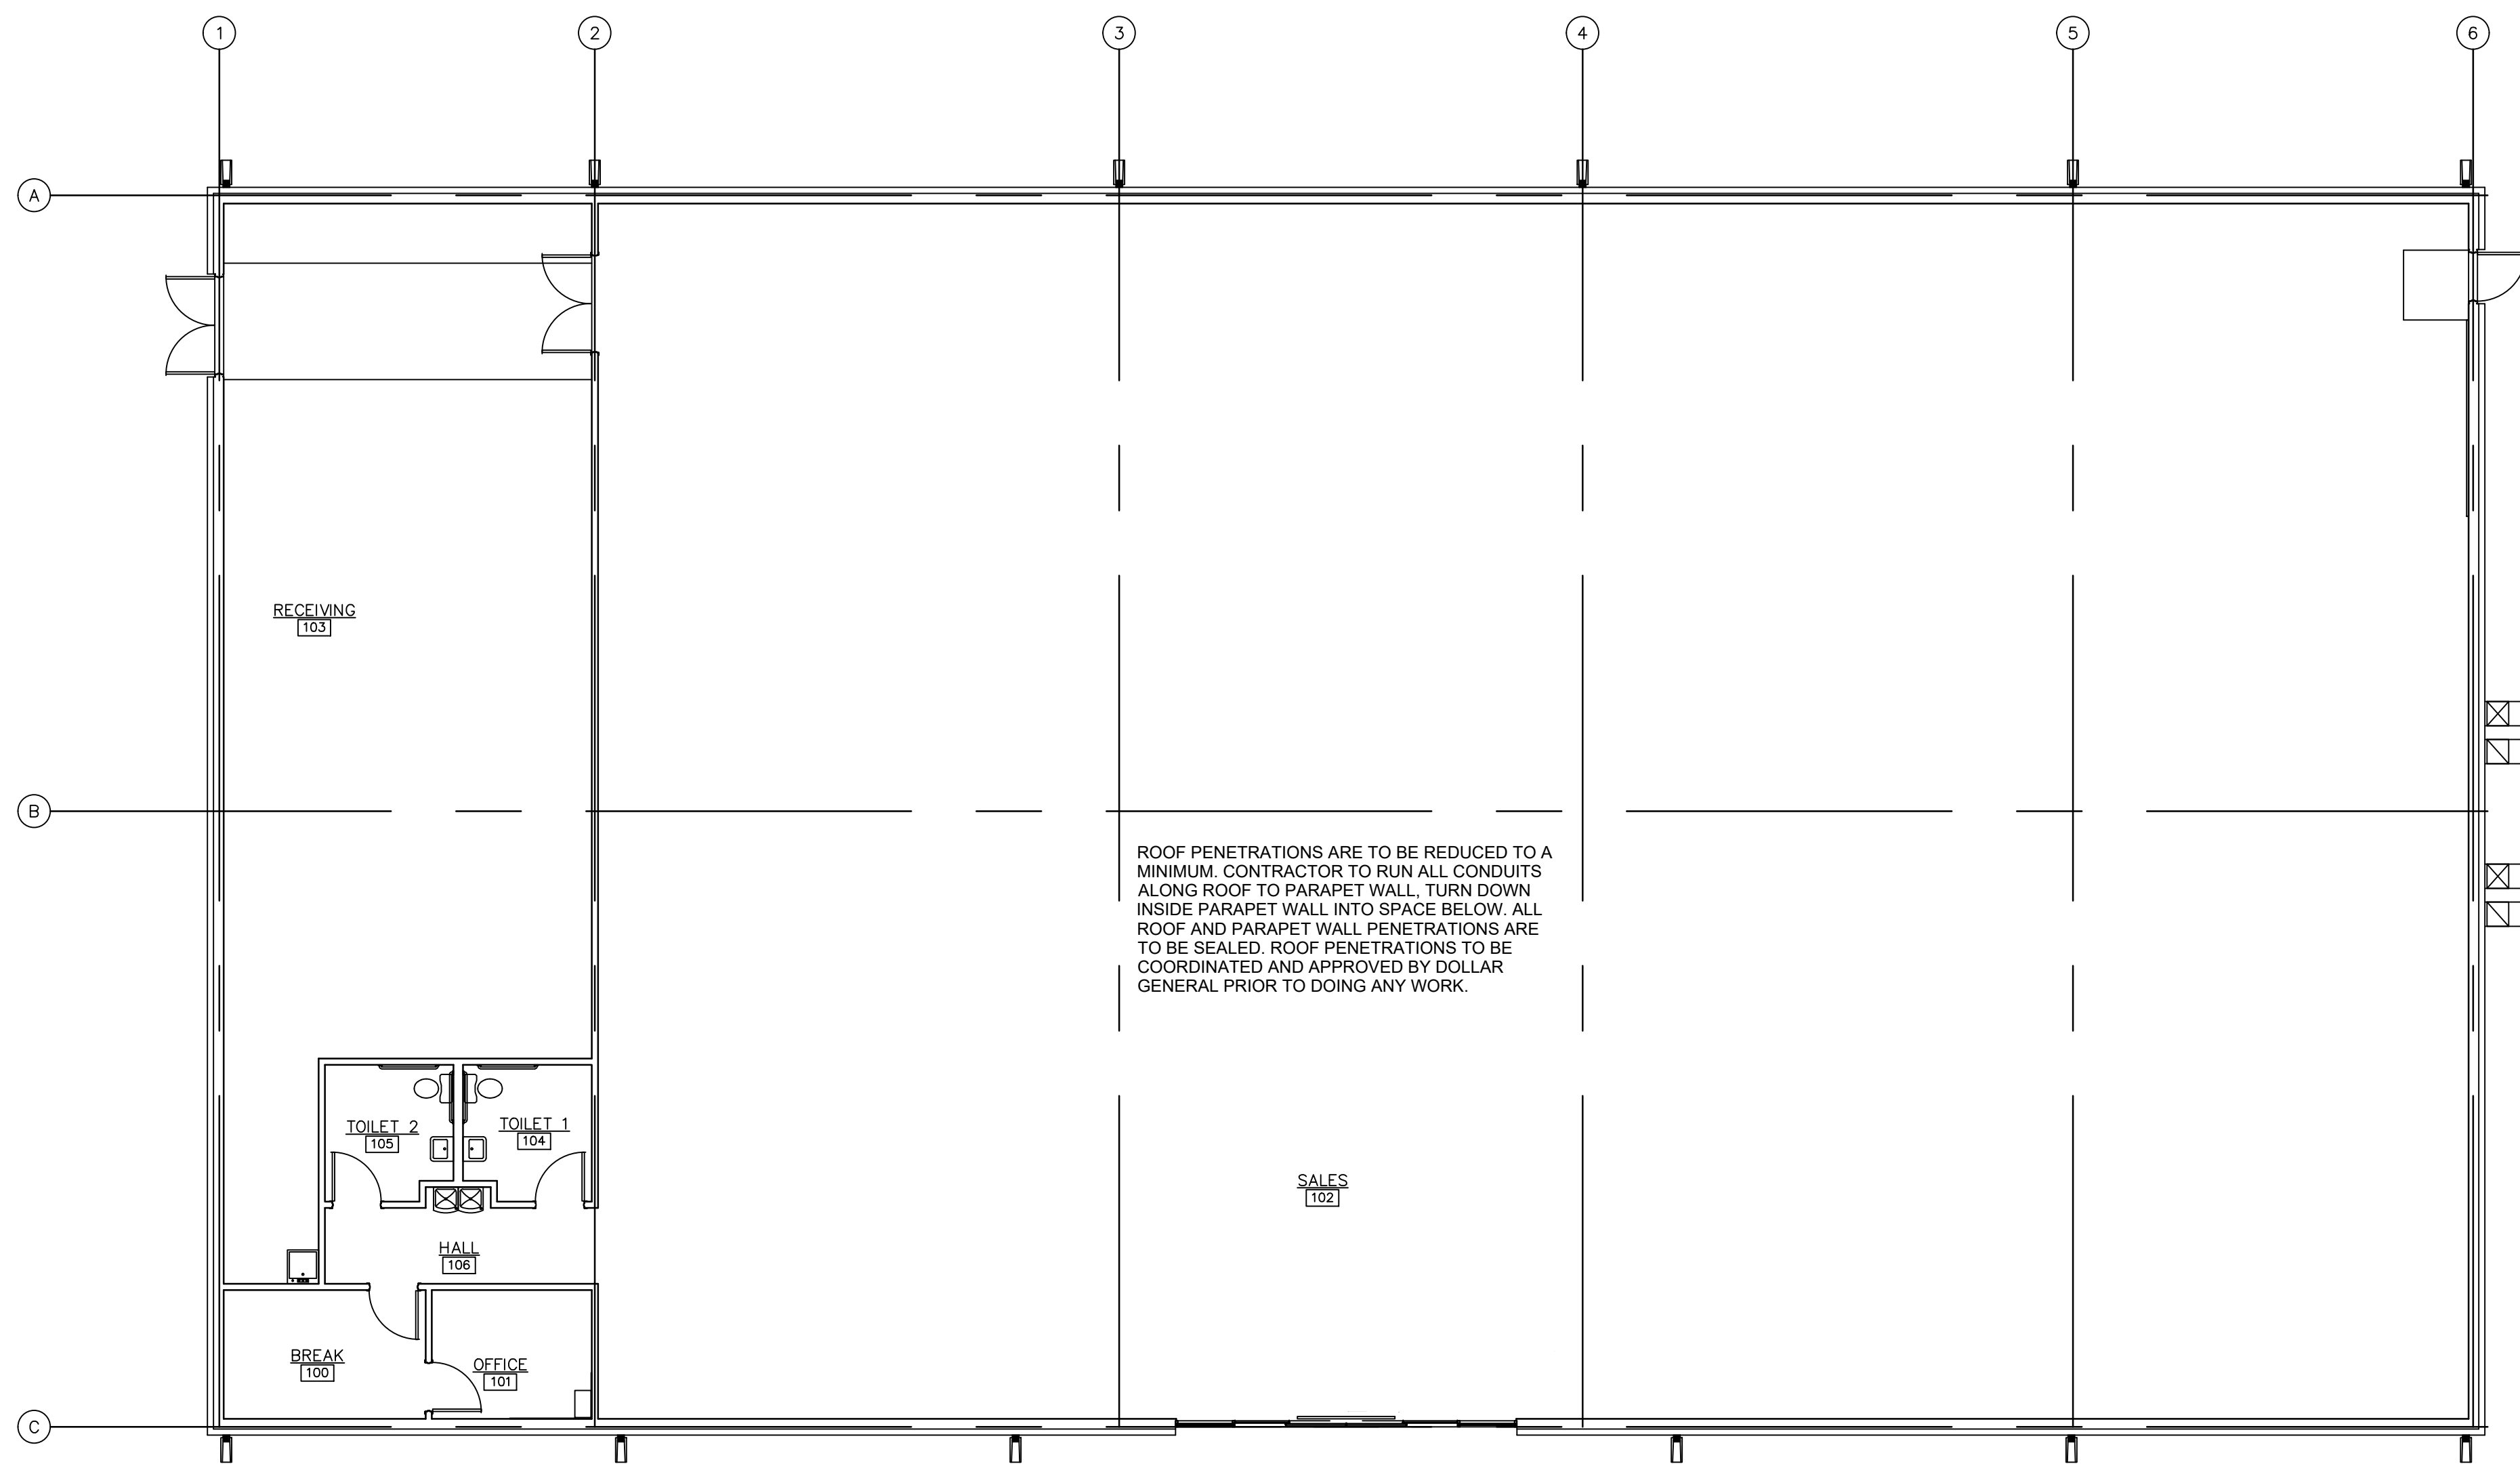 1
2
3
4
5
6
A
RECEIVING
103
B
ROOF PENETRATIONS ARE TO BE REDUCED TO A
MINIMUM. CONTRACTOR TO RUN ALL CONDUITS
ALONG ROOF TO PARAPET WALL, TURN DOWN
INSIDE PARAPET WALL INTO SPACE BELOW. ALL
ROOF AND PARAPET WALL PENETRATIONS ARE
TO BE SEALED. ROOF PENETRATIONS TO BE
COORDINATED AND APPROVED BY DOLLAR
GENERAL PRIOR TO DOING ANY WORK.
TOILET 2
105
TOILET 1
104
SALES
102
HALL
106
BREAK
100
OFFICE
101
C